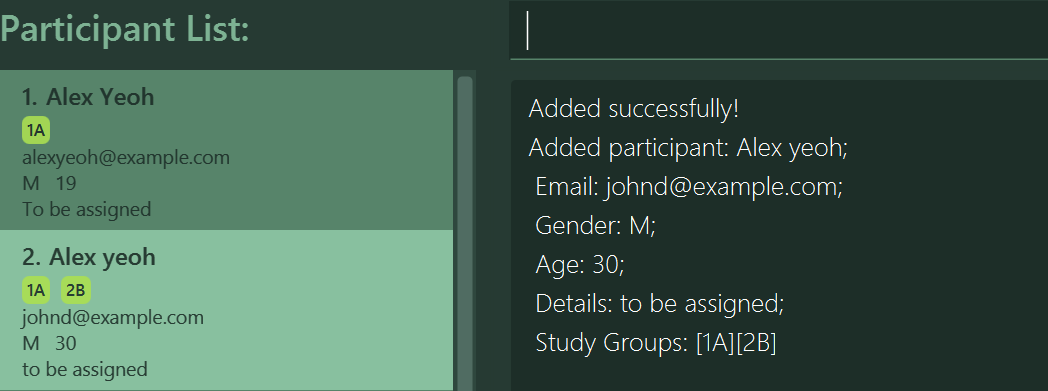 Participant List:
1. Alex Yeoh
1A
alexyeoh@example.com
M 19
To be assigned
2. Alex yeoh
1A 2B
johnd@example.com
M 30
to be assigned
Added successfully!
Added participant: Alex yeoh;
Email: johnd@example.com;
Gender: M;
Age: 30;
Details: to be assigned;
Study Groups: [1A][2B]